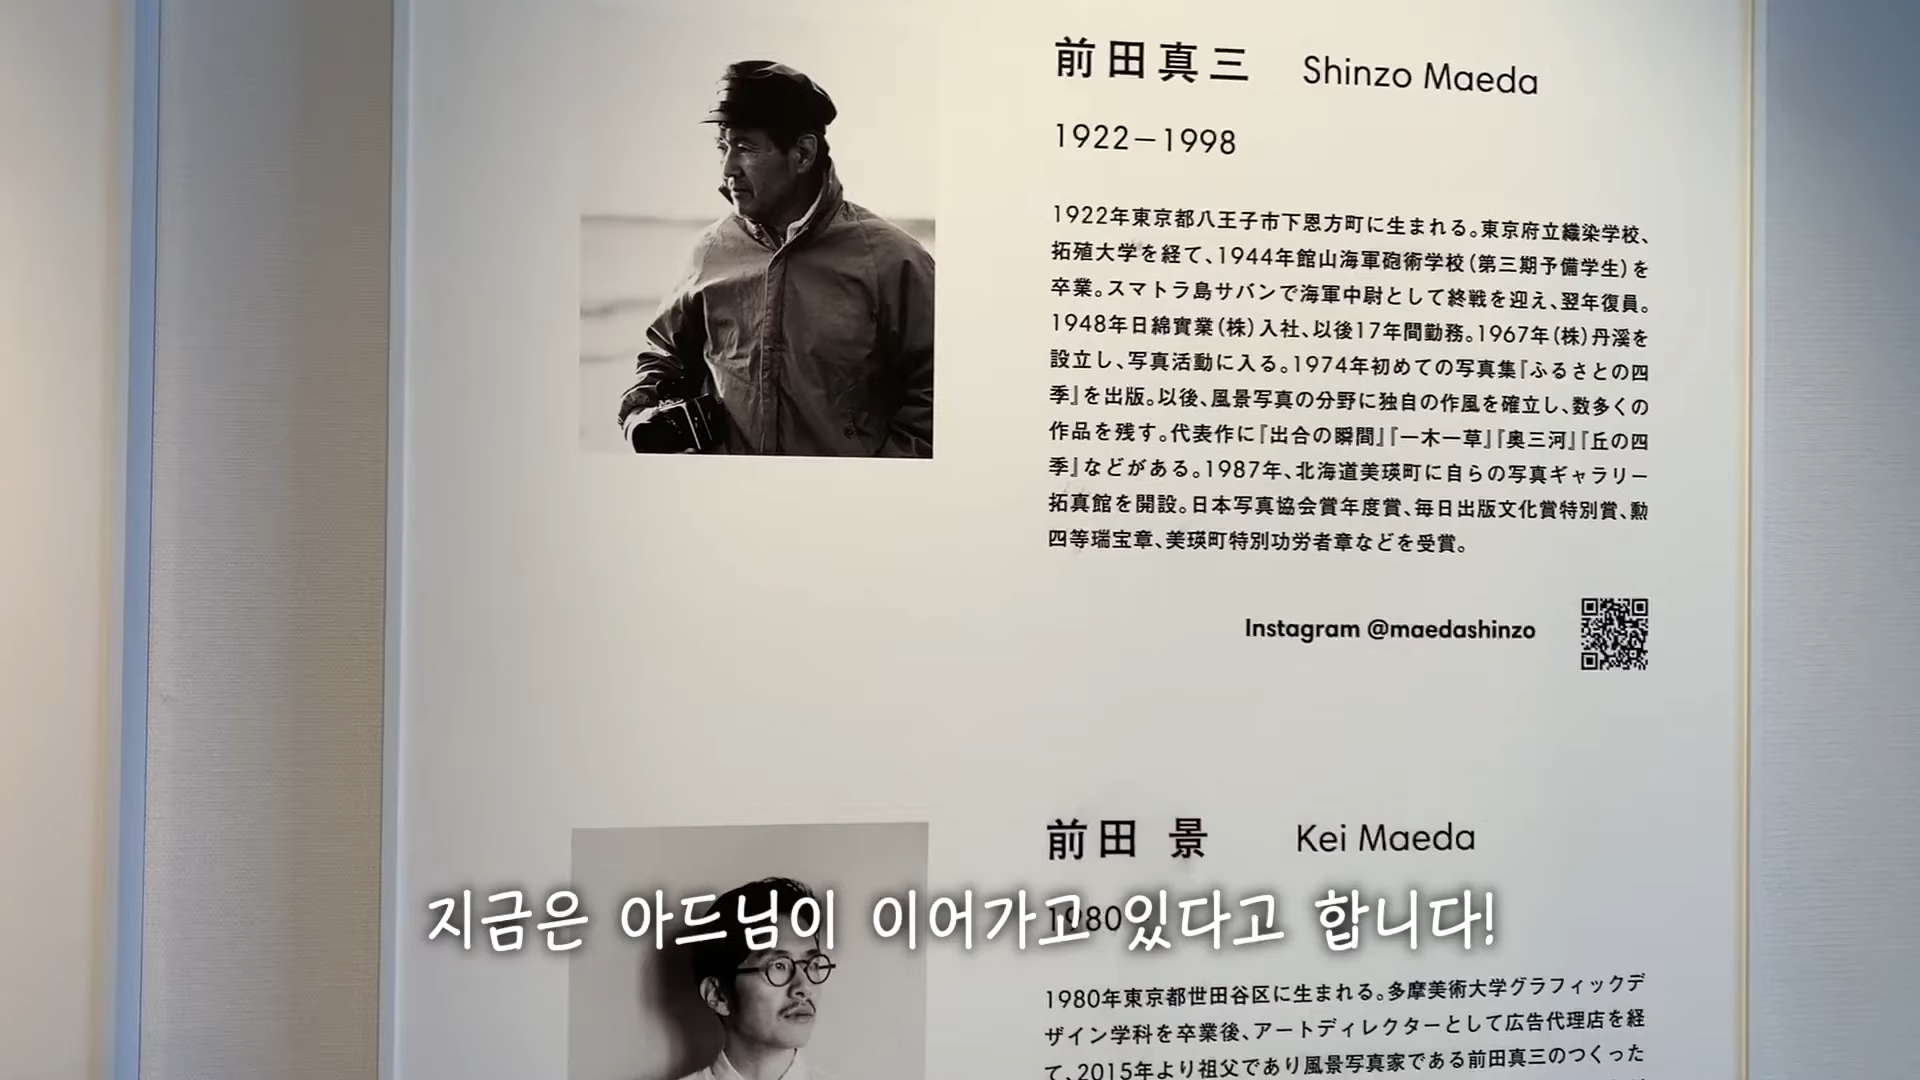 前田真三 Shinzo Maeda
1922–1998
1922年東京都八王子市下恩方町に生まれる。東京府立織染学校、
拓殖大学を経て、1944年館山海軍砲術学校（第三期予備学生）を
卒業。スマトラ島サバンで海軍中尉として終戦を迎え、翌年復員。
1948年日綿實業（株）入社、以後17年間勤務。1967年（株）丹溪を
設立し、写真活動に入る。1974年初めての写真集『ふるさとの四
季』を出版。以後、風景写真の分野に独自の作風を確立し、数多くの
作品を残す。代表作に『出合の瞬間』『一木一草』『奥三河』『丘の四
季』などがある。1987年、北海道美瑛町に自らの写真ギャラリー
拓真館を開設。日本写真協会賞年度賞、毎日出版文化賞特別賞、勲
四等瑞宝章、美瑛町特別功労者章などを受賞。
Instagram @maedashinzo
前田 景 Kei Maeda
1980
지금은 아드님이 이어가고 있다고 합니다!
1980年東京都世田谷区に生まれる。多摩美術大学グラフィックデ
ザイン学科を卒業後、アートディレクターとして広告代理店を経
て、2015年より祖父であり風景写真家である前田真三のつくった